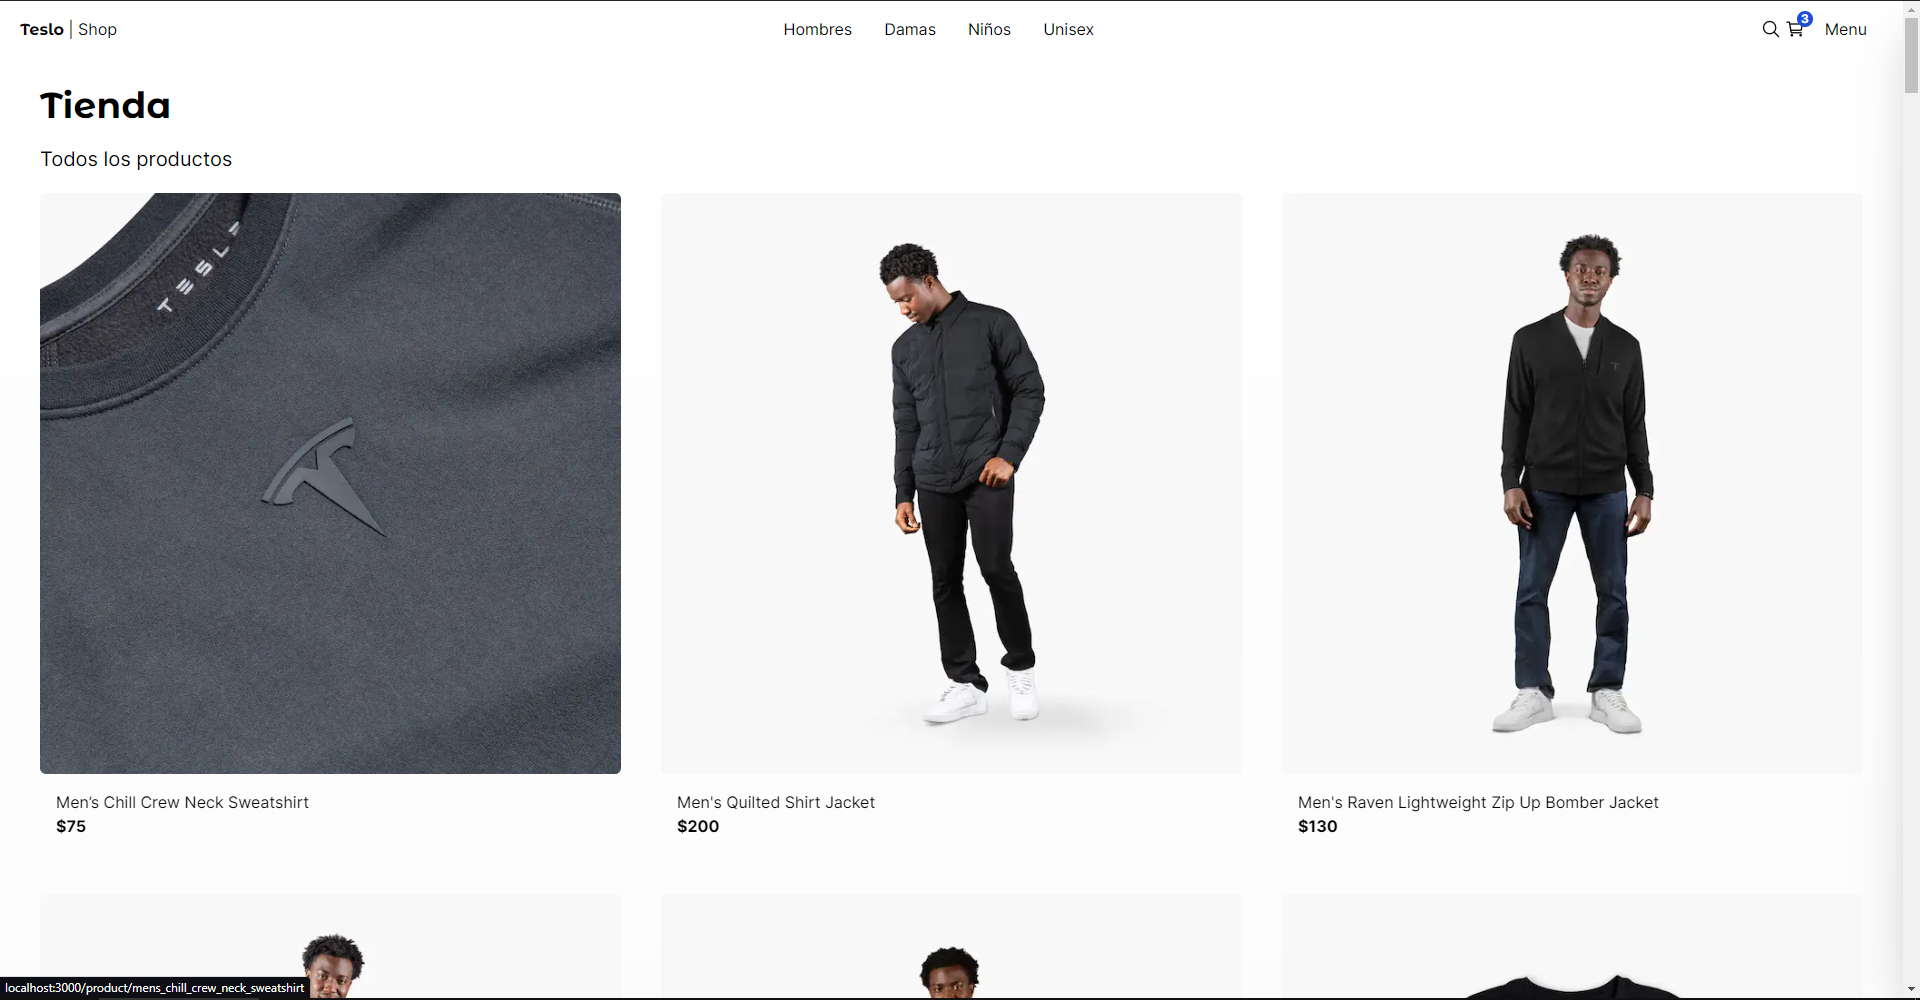 Teslo | Shop
Hombres Damas Niños Unisex
3
Menu
Tienda
Todos los productos
TESLA
Men’s Chill Crew Neck Sweatshirt
$75
Men's Quilted Shirt Jacket
$200
Men's Raven Lightweight Zip Up Bomber Jacket
$130
localhost:3000/product/mens_chill_crew_neck_sweatshirt